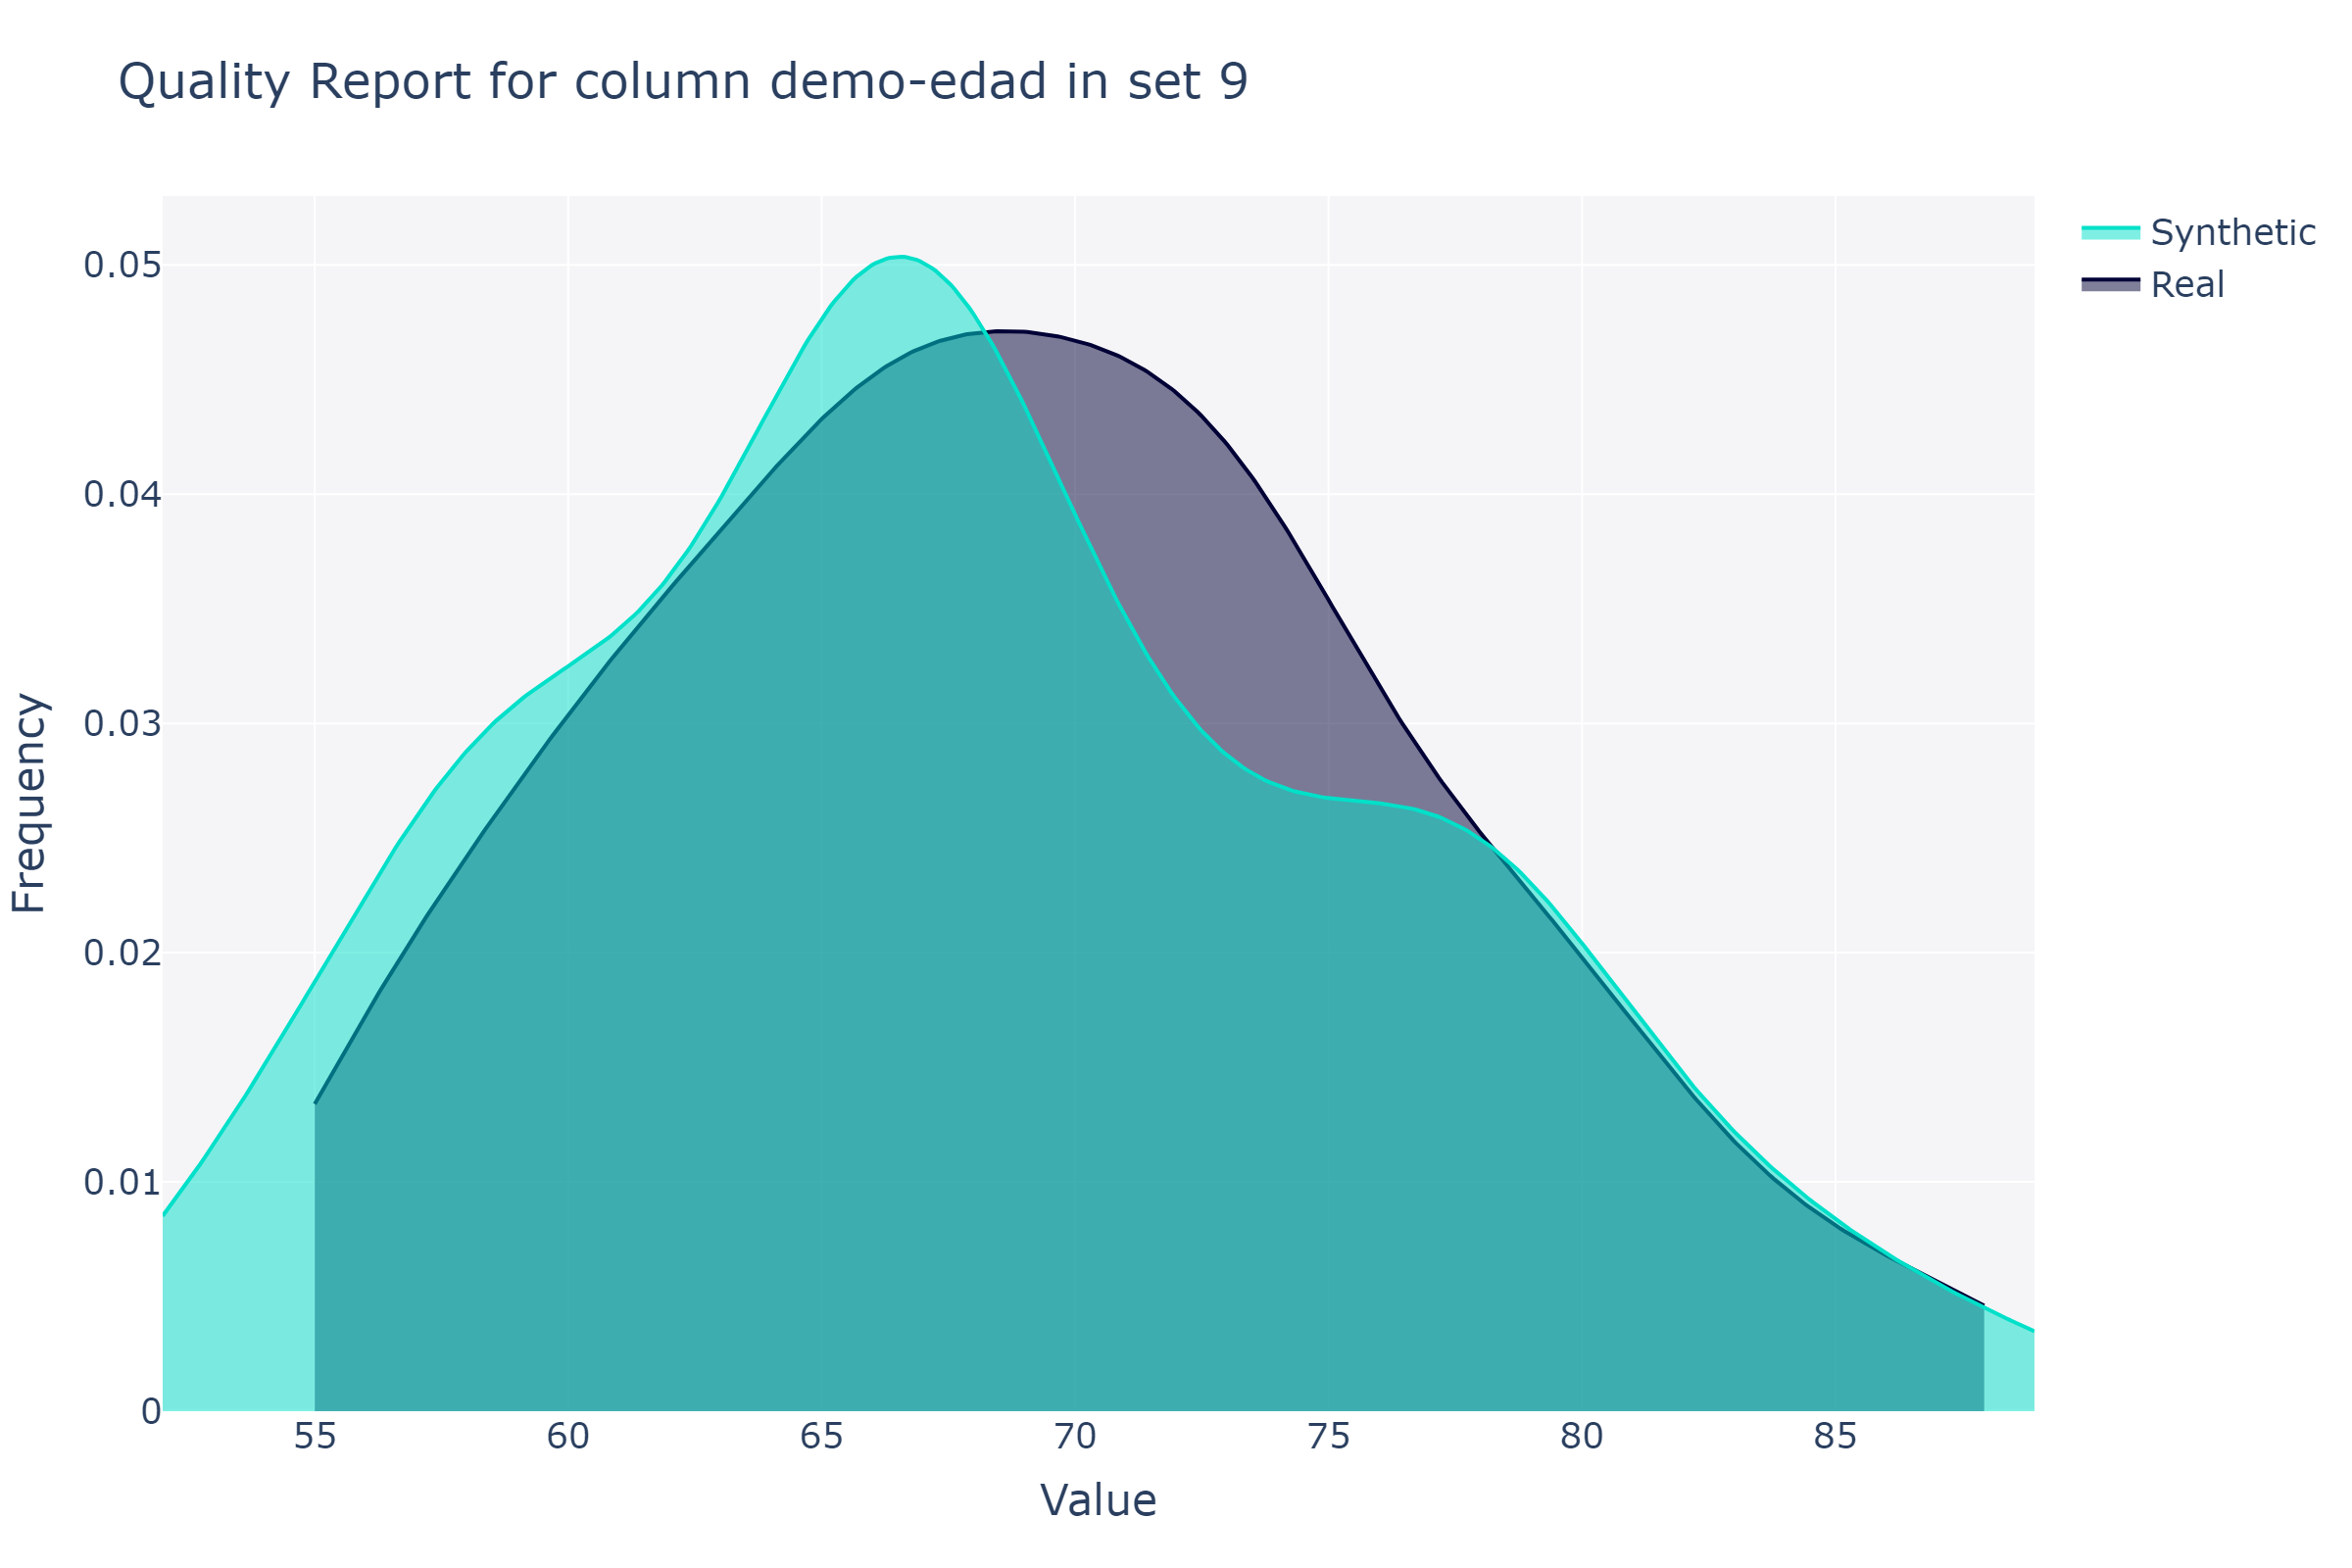 Quality Report for column demo-edad in set 9
Synthetic
Real
0.05
0.04
0.03
0.02
0.01
0
Frequency
55 60 65 70 75 80 85
Value